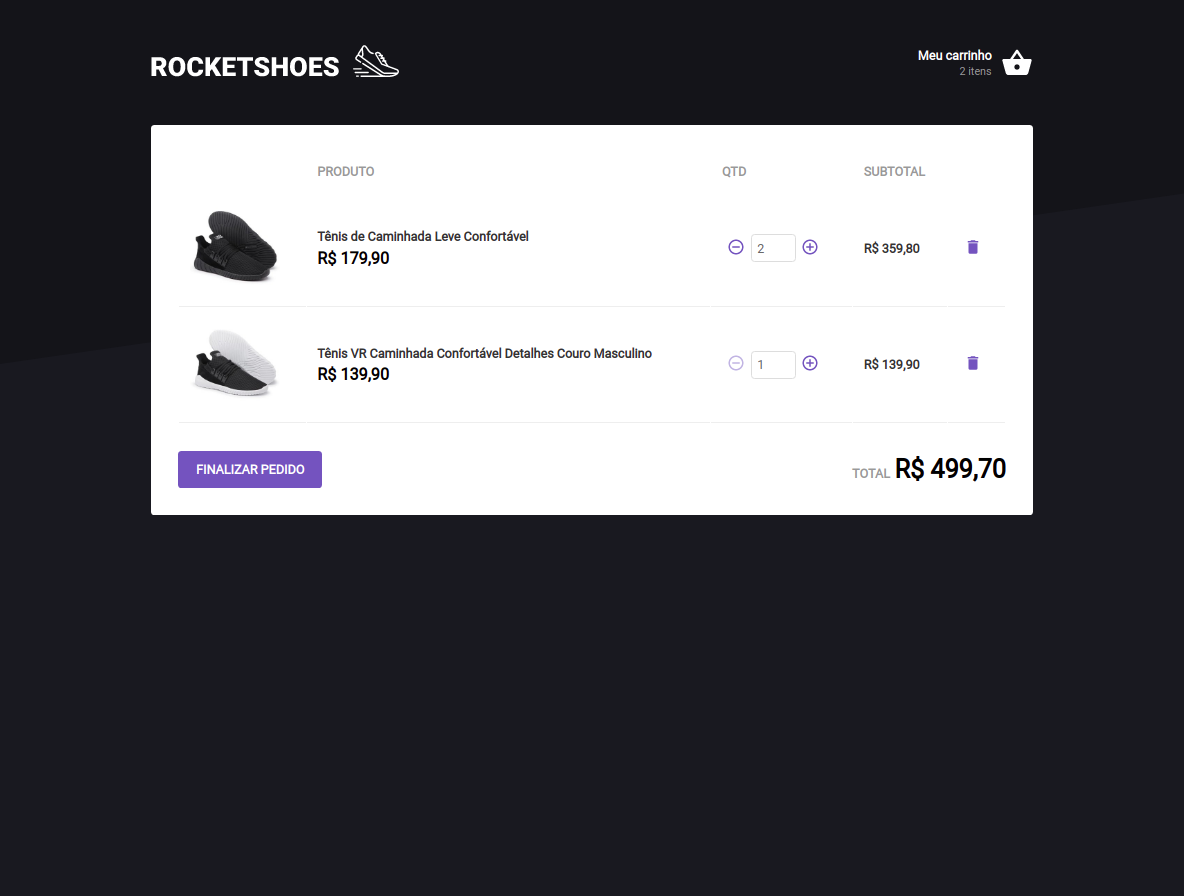 ROCKETSHOES
Meu carrinho
2 itens
PRODUTO QTD SUBTOTAL
Tênis de Caminhada Leve Confortável
R$ 179,90
2
R$ 359,80
Tênis VR Caminhada Confortável Detalhes Couro Masculino
R$ 139,90
1
R$ 139,90
FINALIZAR PEDIDO
TOTAL R$ 499,70